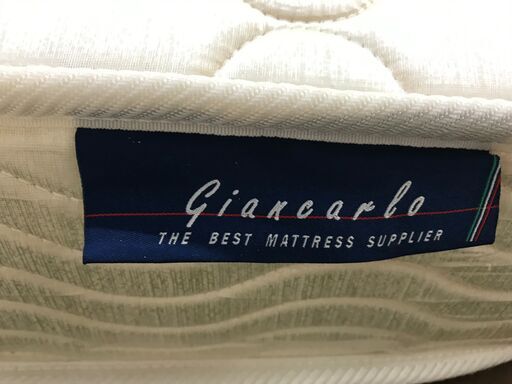 Giancarlo
THE BEST MATTRESS SUPPLIER